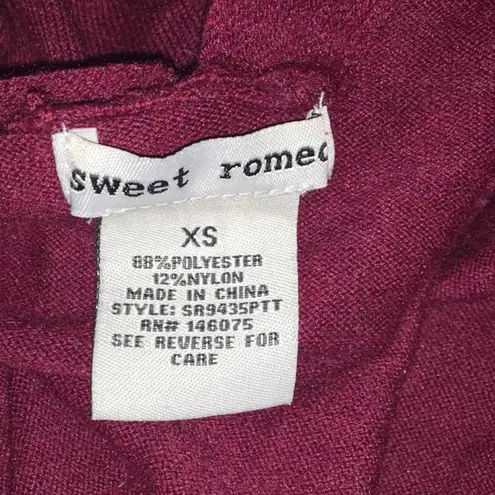 sweet romeo
XS
88%POLYESTER
12%NYLON
MADE IN CHINA
STYLE: SR9435PTT
RN# 146075
SEE REVERSE FOR
CARE